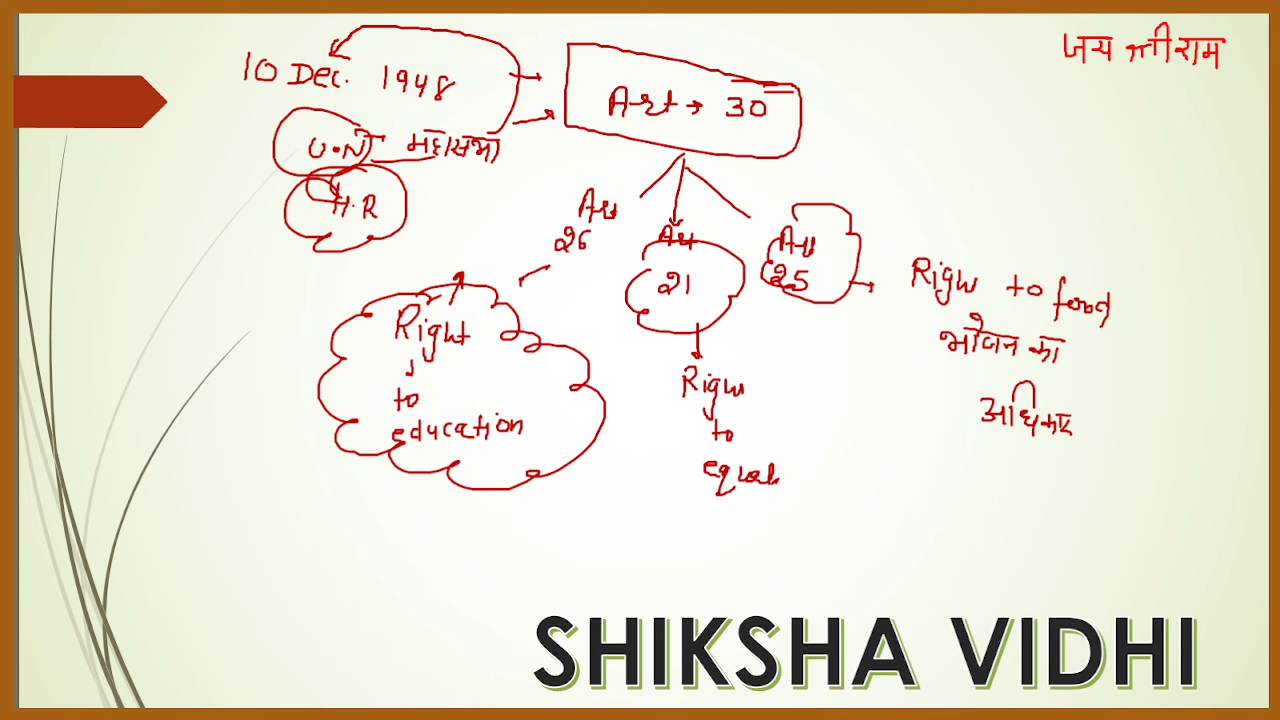 जय श्रीराम
10 Dec. 1948
U.N महासभा
H.R
Art → 30
Art
26
Art
21
Art
25
Right
to
education
Right
to
equal
Right to food
भोजन का
अधिकार
SHIKSHA VIDHI